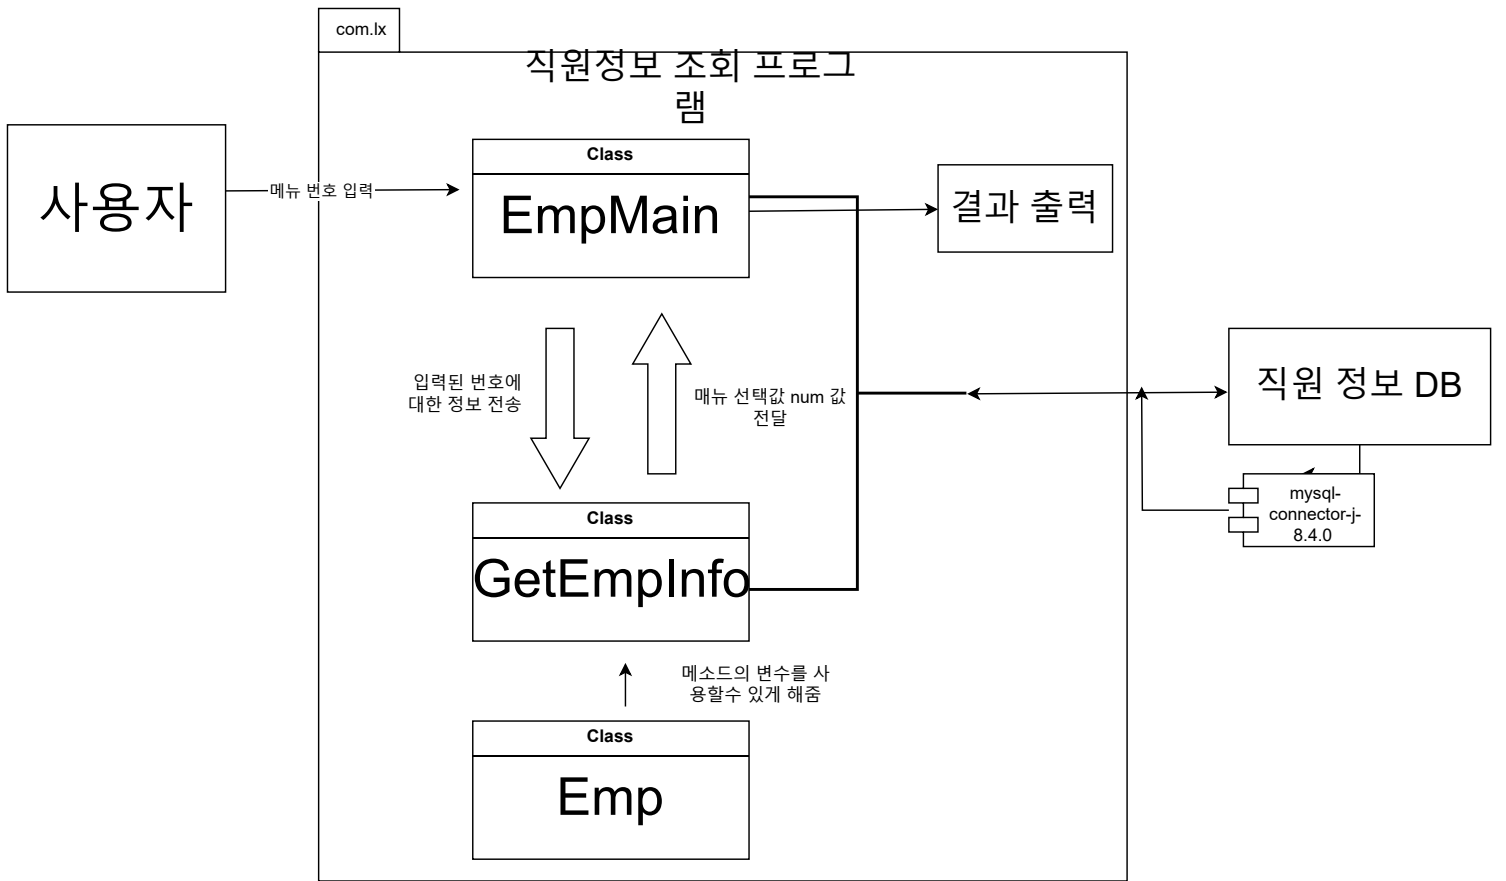 com.lx
직원정보 조회 프로그
램
사용자
메뉴 번호 입력
Class
EmpMain
결과 출력
입력된 번호에
대한 정보 전송
매뉴 선택값 num 값
전달
직원 정보 DB
mysql-
connector-j-
8.4.0
Class
GetEmpInfo
메소드의 변수를 사
용할수 있게 해줌
Class
Emp